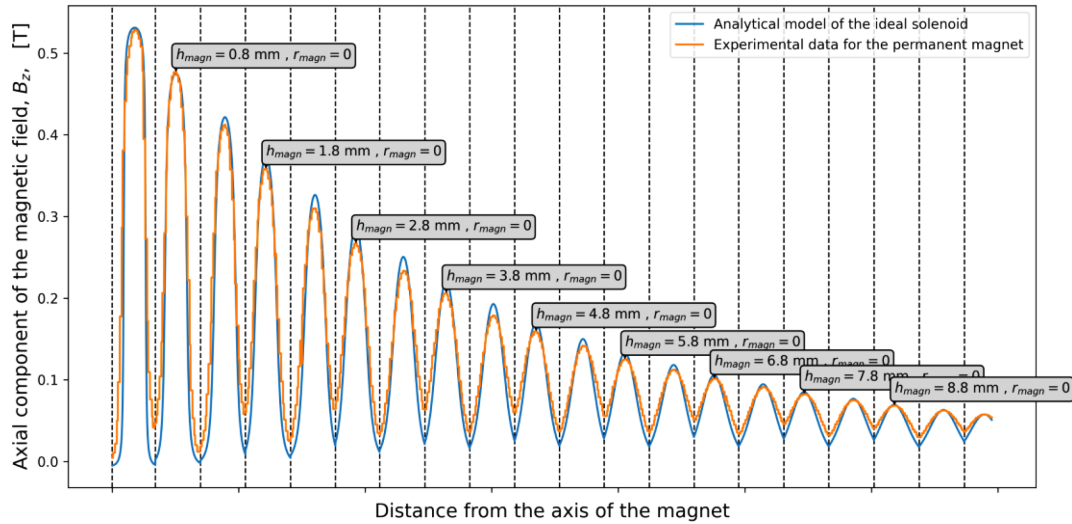 Analytical model of the ideal solenoid
Experimental data for the permanent magnet
Axial component of the magnetic field, B_z, [T]
0.5
0.4
0.3
0.2
0.1
0.0
h_magn = 0.8 mm , r_magn = 0
h_magn = 1.8 mm , r_magn = 0
h_magn = 2.8 mm , r_magn = 0
h_magn = 3.8 mm , r_magn = 0
h_magn = 4.8 mm , r_magn = 0
h_magn = 5.8 mm , r_magn = 0
h_magn = 6.8 mm , r_magn = 0
h_magn = 7.8 mm , r_magn = 0
h_magn = 8.8 mm , r_magn = 0
Distance from the axis of the magnet